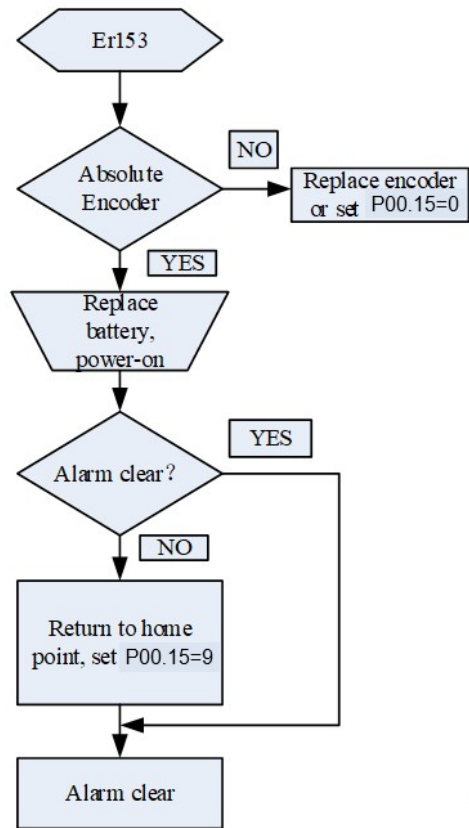 Er153
Absolute
Encoder
NO
Replace encoder
or set P00.15=0
YES
Replace
battery,
power-on
Alarm clear?
YES
NO
Return to home
point, set P00.15=9
Alarm clear